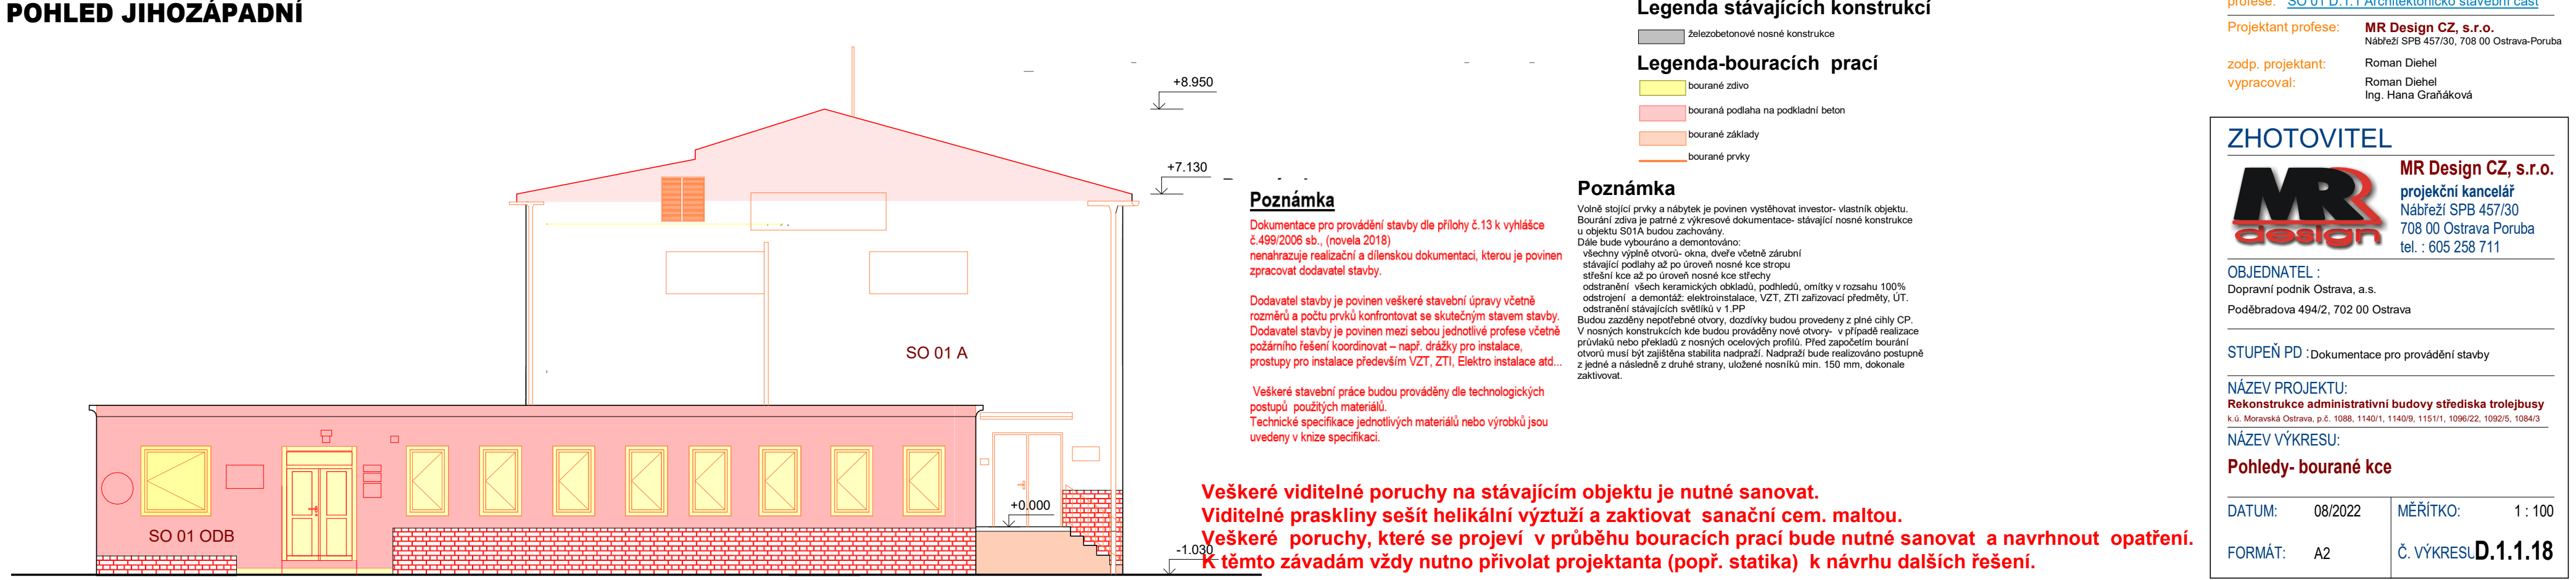 POHLED JIHOZÁPADNÍ
+8.950
+7.130
SO 01 A
SO 01 ODB
+0.000
-1.030
Legenda stávajících konstrukcí
železobetonové nosné konstrukce
Legenda-bouracích prací
bourané zdivo
bouraná podlaha na podkladní beton
bourané základy
bourané prvky
Poznámka
Dokumentace pro provádění stavby dle přílohy č.13 k vyhlášce
č.499/2006 sb., (novela 2018)
nenahrazuje realizační a dílenskou dokumentaci, kterou je povinen
zpracovat dodavatel stavby.
Dodavatel stavby je povinen veškeré stavební úpravy včetně
rozměrů a počtu prvků konfrontovat se skutečným stavem stavby.
Dodavatel stavby je povinen mezi sebou jednotlivé profese včetně
požárního řešení koordinovat – např. drážky pro instalace,
prostupy pro instalace především VZT, ZTI, Elektro instalace atd...
Veškeré stavební práce budou prováděny dle technologických
postupů použitých materiálů.
Technické specifikace jednotlivých materiálů nebo výrobků jsou
uvedeny v knize specifikaci.
Poznámka
Volně stojící prvky a nábytek je povinen vystěhovat investor- vlastník objektu.
Bourání zdiva je patrné z výkresové dokumentace- stávající nosné konstrukce
u objektu S01A budou zachovány.
Dále bude vybouráno a demontováno:
všechny výplně otvorů- okna, dveře včetně zárubní
stávající podlahy až po úroveň nosné kce stropu
střešní kce až po úroveň nosné kce střechy
odstranění všech keramických obkladů, podhledů, omítky v rozsahu 100%
odstrojení a demontáž: elektroinstalace, VZT, ZTI zařizovací předměty, ÚT.
odstranění stávajících světlíků v 1.PP
Budou zazděny nepotřebné otvory, dozdívky budou provedeny z plné cihly CP.
V nosných konstrukcích kde budou prováděny nové otvory- v případě realizace
průvlaků nebo překladů z nosných ocelových profilů. Před započetím bourání
otvorů musí být zajištěna stabilita nadpraží. Nadpraží bude realizováno postupně
z jedné a následně z druhé strany, uložené nosníků min. 150 mm, dokonale
zaktivovat.
Veškeré viditelné poruchy na stávajícím objektu je nutné sanovat.
Viditelné praskliny sešít helikální výztuží a zaktiovat sanační cem. maltou.
Veškeré poruchy, které se projeví v průběhu bouracích prací bude nutné sanovat a navrhnout opatření.
K těmto závadám vždy nutno přivolat projektanta (popř. statika) k návrhu dalších řešení.
profese: SO 01 D.1.1 Architektonicko stavební část
Projektant profese: MR Design CZ, s.r.o.
Nábřeží SPB 457/30, 708 00 Ostrava-Poruba
zodp. projektant: Roman Diehel
vypracoval: Roman Diehel
Ing. Hana Graňáková
ZHOTOVITEL
MR design
MR Design CZ, s.r.o.
projekční kancelář
Nábřeží SPB 457/30
708 00 Ostrava Poruba
tel. : 605 258 711
OBJEDNATEL :
Dopravní podnik Ostrava, a.s.
Poděbradova 494/2, 702 00 Ostrava
STUPEŇ PD : Dokumentace pro provádění stavby
NÁZEV PROJEKTU:
Rekonstrukce administrativní budovy střediska trolejbusy
k.ú. Moravská Ostrava, p.č. 1088, 1140/1, 1140/9, 1151/1, 1096/22, 1092/5, 1084/3
NÁZEV VÝKRESU:
Pohledy- bourané kce
DATUM: 08/2022 MĚŘÍTKO: 1 : 100
FORMÁT: A2 Č. VÝKRESU D.1.1.18